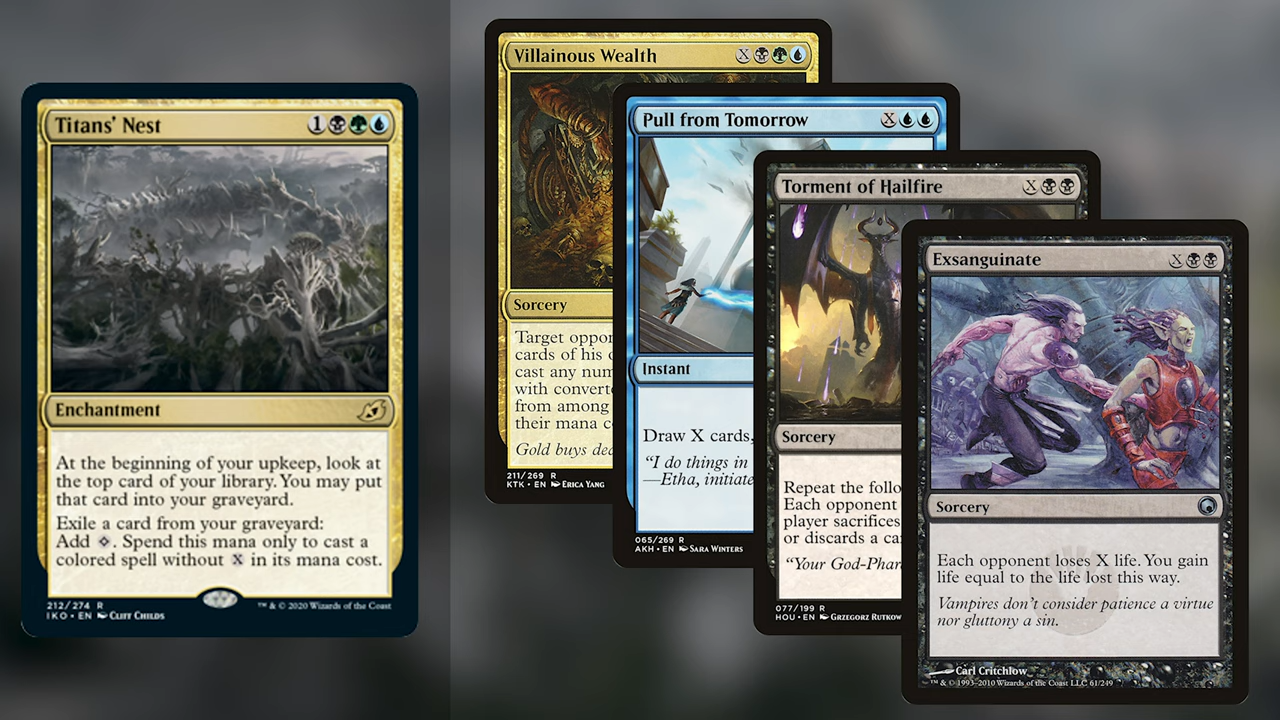 Titans' Nest
1
Enchantment
At the beginning of your upkeep, look at
the top card of your library. You may put
that card into your graveyard.
Exile a card from your graveyard:
Add . Spend this mana only to cast a
colored spell without X in its mana cost.
212/274 R
IKO • EN CLIFF CHILDS
™ & © 2020 Wizards of the Coast
Villainous Wealth
X
Sorcery
Target oppo
cards of his
cast any num
with convert
from among
their mana c
Gold buys dea
211/269 R
KTK • EN ERICA YANG
Pull from Tomorrow
X
Instant
Draw X cards,
"I do things in
—Etha, initiate
065/269 R
AKH • EN SARA WINTERS
Torment of Hailfire
X
Sorcery
Repeat the follo
Each opponent
player sacrifices
or discards a ca
"Your God-Phar
077/199 R
HOU • EN GRZEGORZ RUTKOW
Exsanguinate
X
Sorcery
Each opponent loses X life. You gain
life equal to the life lost this way.
Vampires don't consider patience a virtue
nor gluttony a sin.
Carl Critchlow
™ & © 1993–2010 Wizards of the Coast LLC 61/249